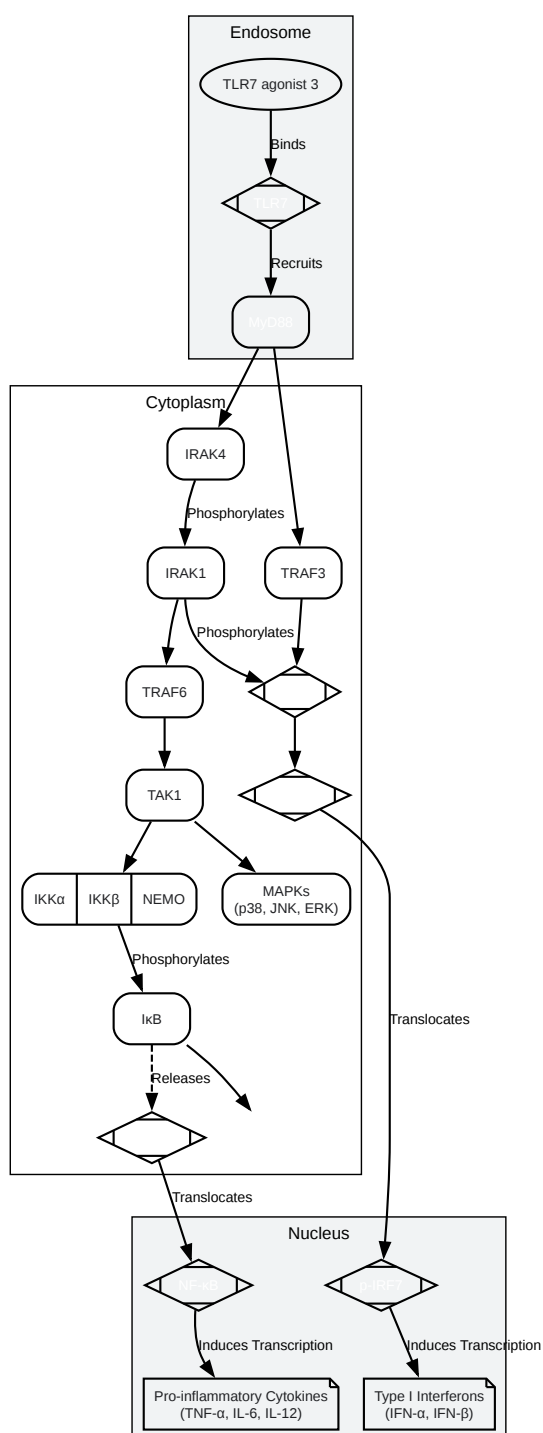 Endosome
TLR7 agonist 3
Binds
TLR7
Recruits
MyD88
Cytoplasm
IRAK4
Phosphorylates
IRAK1
TRAF3
Phosphorylates
TRAF6
TAK1
IKKα
IKKβ
NEMO
MAPKs
(p38, JNK, ERK)
Phosphorylates
IκB
Translocates
Releases
Translocates
Nucleus
NF-κB
p-IRF7
Induces Transcription
Induces Transcription
Pro-inflammatory Cytokines
(TNF-α, IL-6, IL-12)
Type I Interferons
(IFN-α, IFN-β)